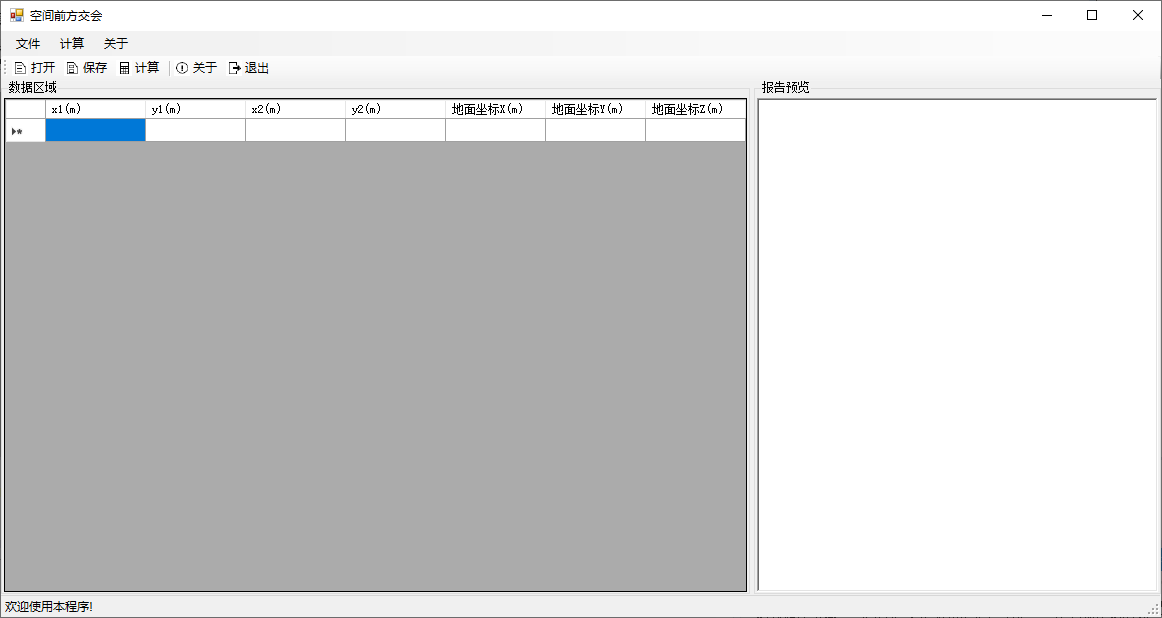 空间前方交会
文件 计算 关于
打开 保存 计算 关于 退出
数据区域 报告预览
x1(m) y1(m) x2(m) y2(m) 地面坐标X(m) 地面坐标Y(m) 地面坐标Z(m)
欢迎使用本程序!